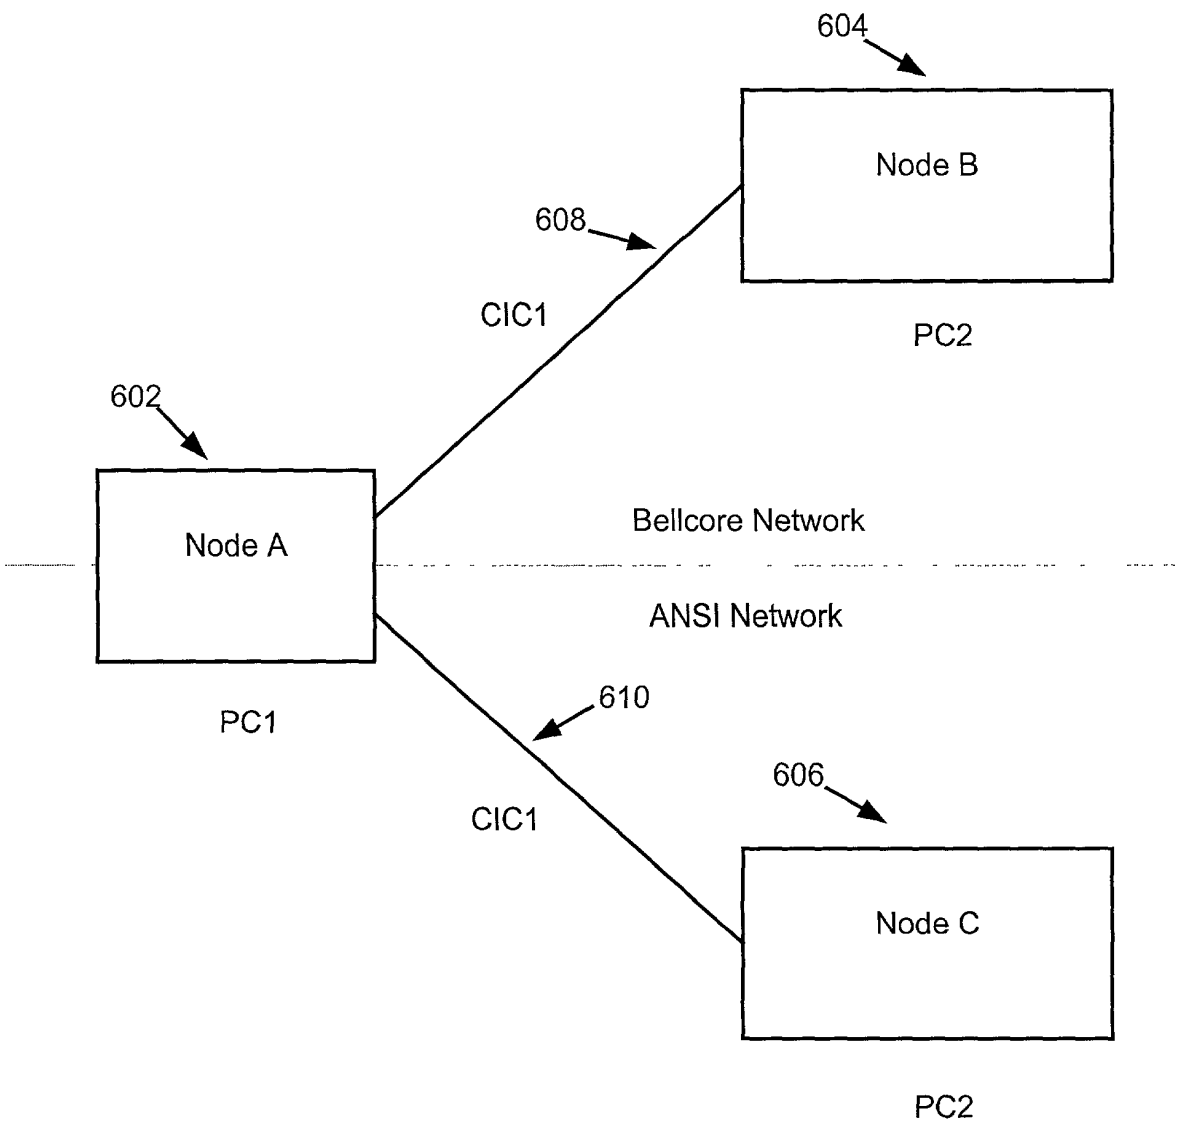 604
Node B
608
CIC1
PC2
602
Bellcore Network
Node A
ANSI Network
610
PC1
606
CIC1
Node C
PC2